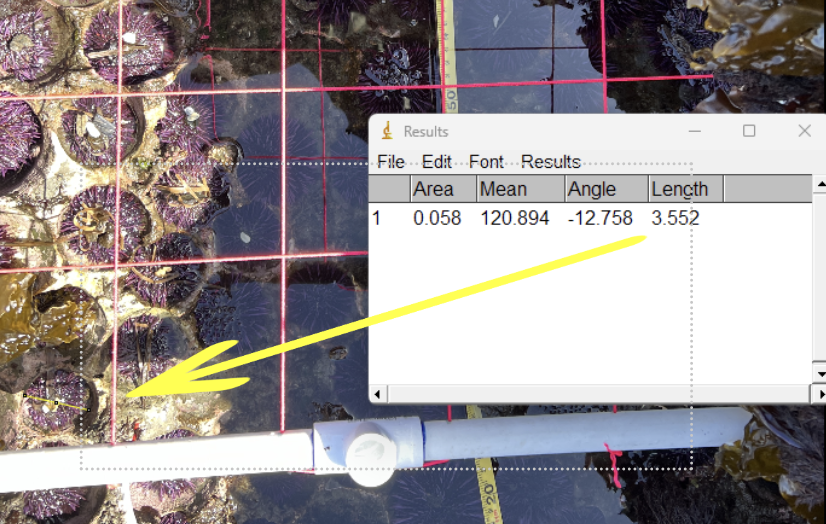 Results
File Edit Font Results
Area Mean Angle Length
1 0.058 120.894 -12.758 3.552
50
20